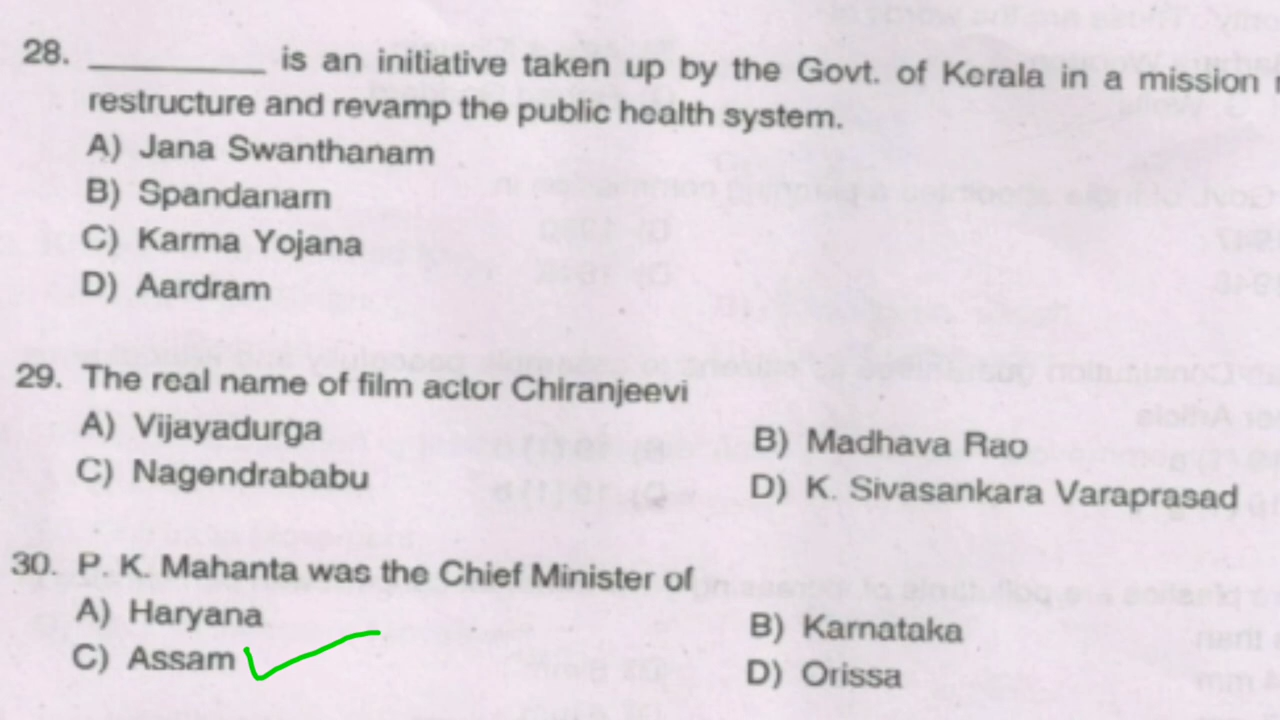 28. __________ is an initiative taken up by the Govt. of Kerala in a mission
restructure and revamp the public health system.
A) Jana Swanthanam
B) Spandanam
C) Karma Yojana
D) Aardram
29. The real name of film actor Chiranjeevi
A) Vijayadurga B) Madhava Rao
C) Nagendrababu D) K. Sivasankara Varaprasad
30. P. K. Mahanta was the Chief Minister of
A) Haryana B) Karnataka
C) Assam D) Orissa